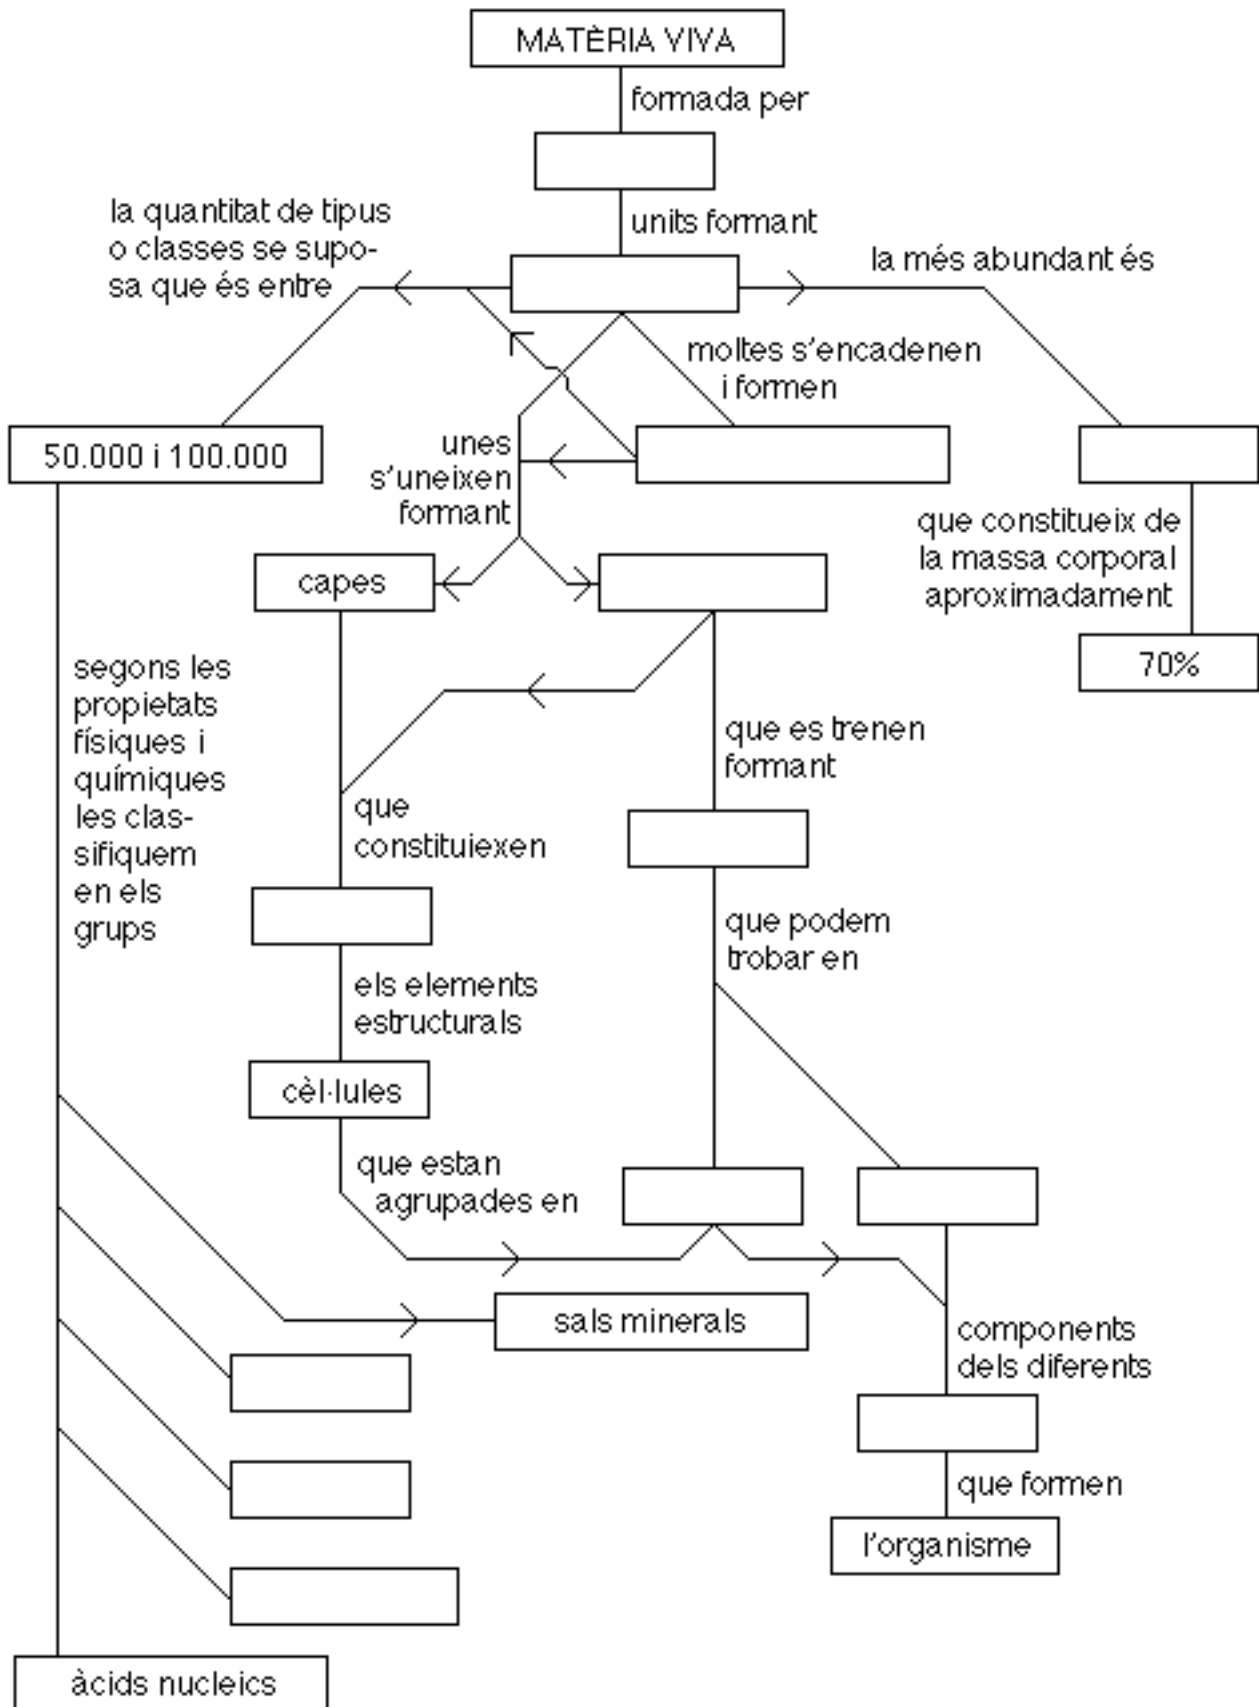 MATÈRIA VIVA
formada per
units formant
la quantitat de tipus
o classes se supo-
sa que és entre
la més abundant és
moltes s'encadenen
i formen
50.000 i 100.000
unes
s'uneixen
formant
que constitueix de
la massa corporal
aproximadament
capes
70%
segons les
propietats
físiques i
químiques
les clas-
sifiquem
en els
grups
que es trenen
formant
que
constituiexen
que podem
trobar en
els elements
estructurals
cèl·lules
que estan
agrupades en
sals minerals
components
dels diferents
que formen
l'organisme
àcids nucleics